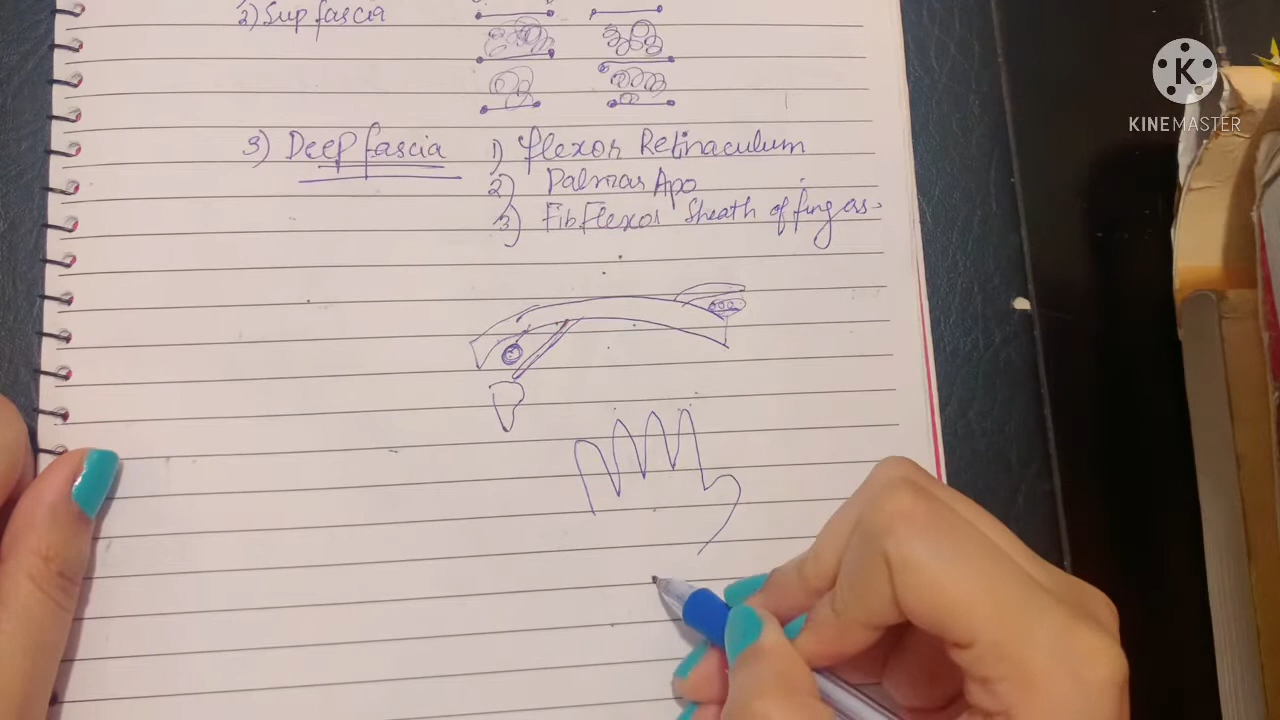 2) Sup fascia
3) Deep fascia 1) flexor Retinaculum
2) Palmar Apo
3) Fib Flexor Sheath of fingers.
K
KINEMASTER